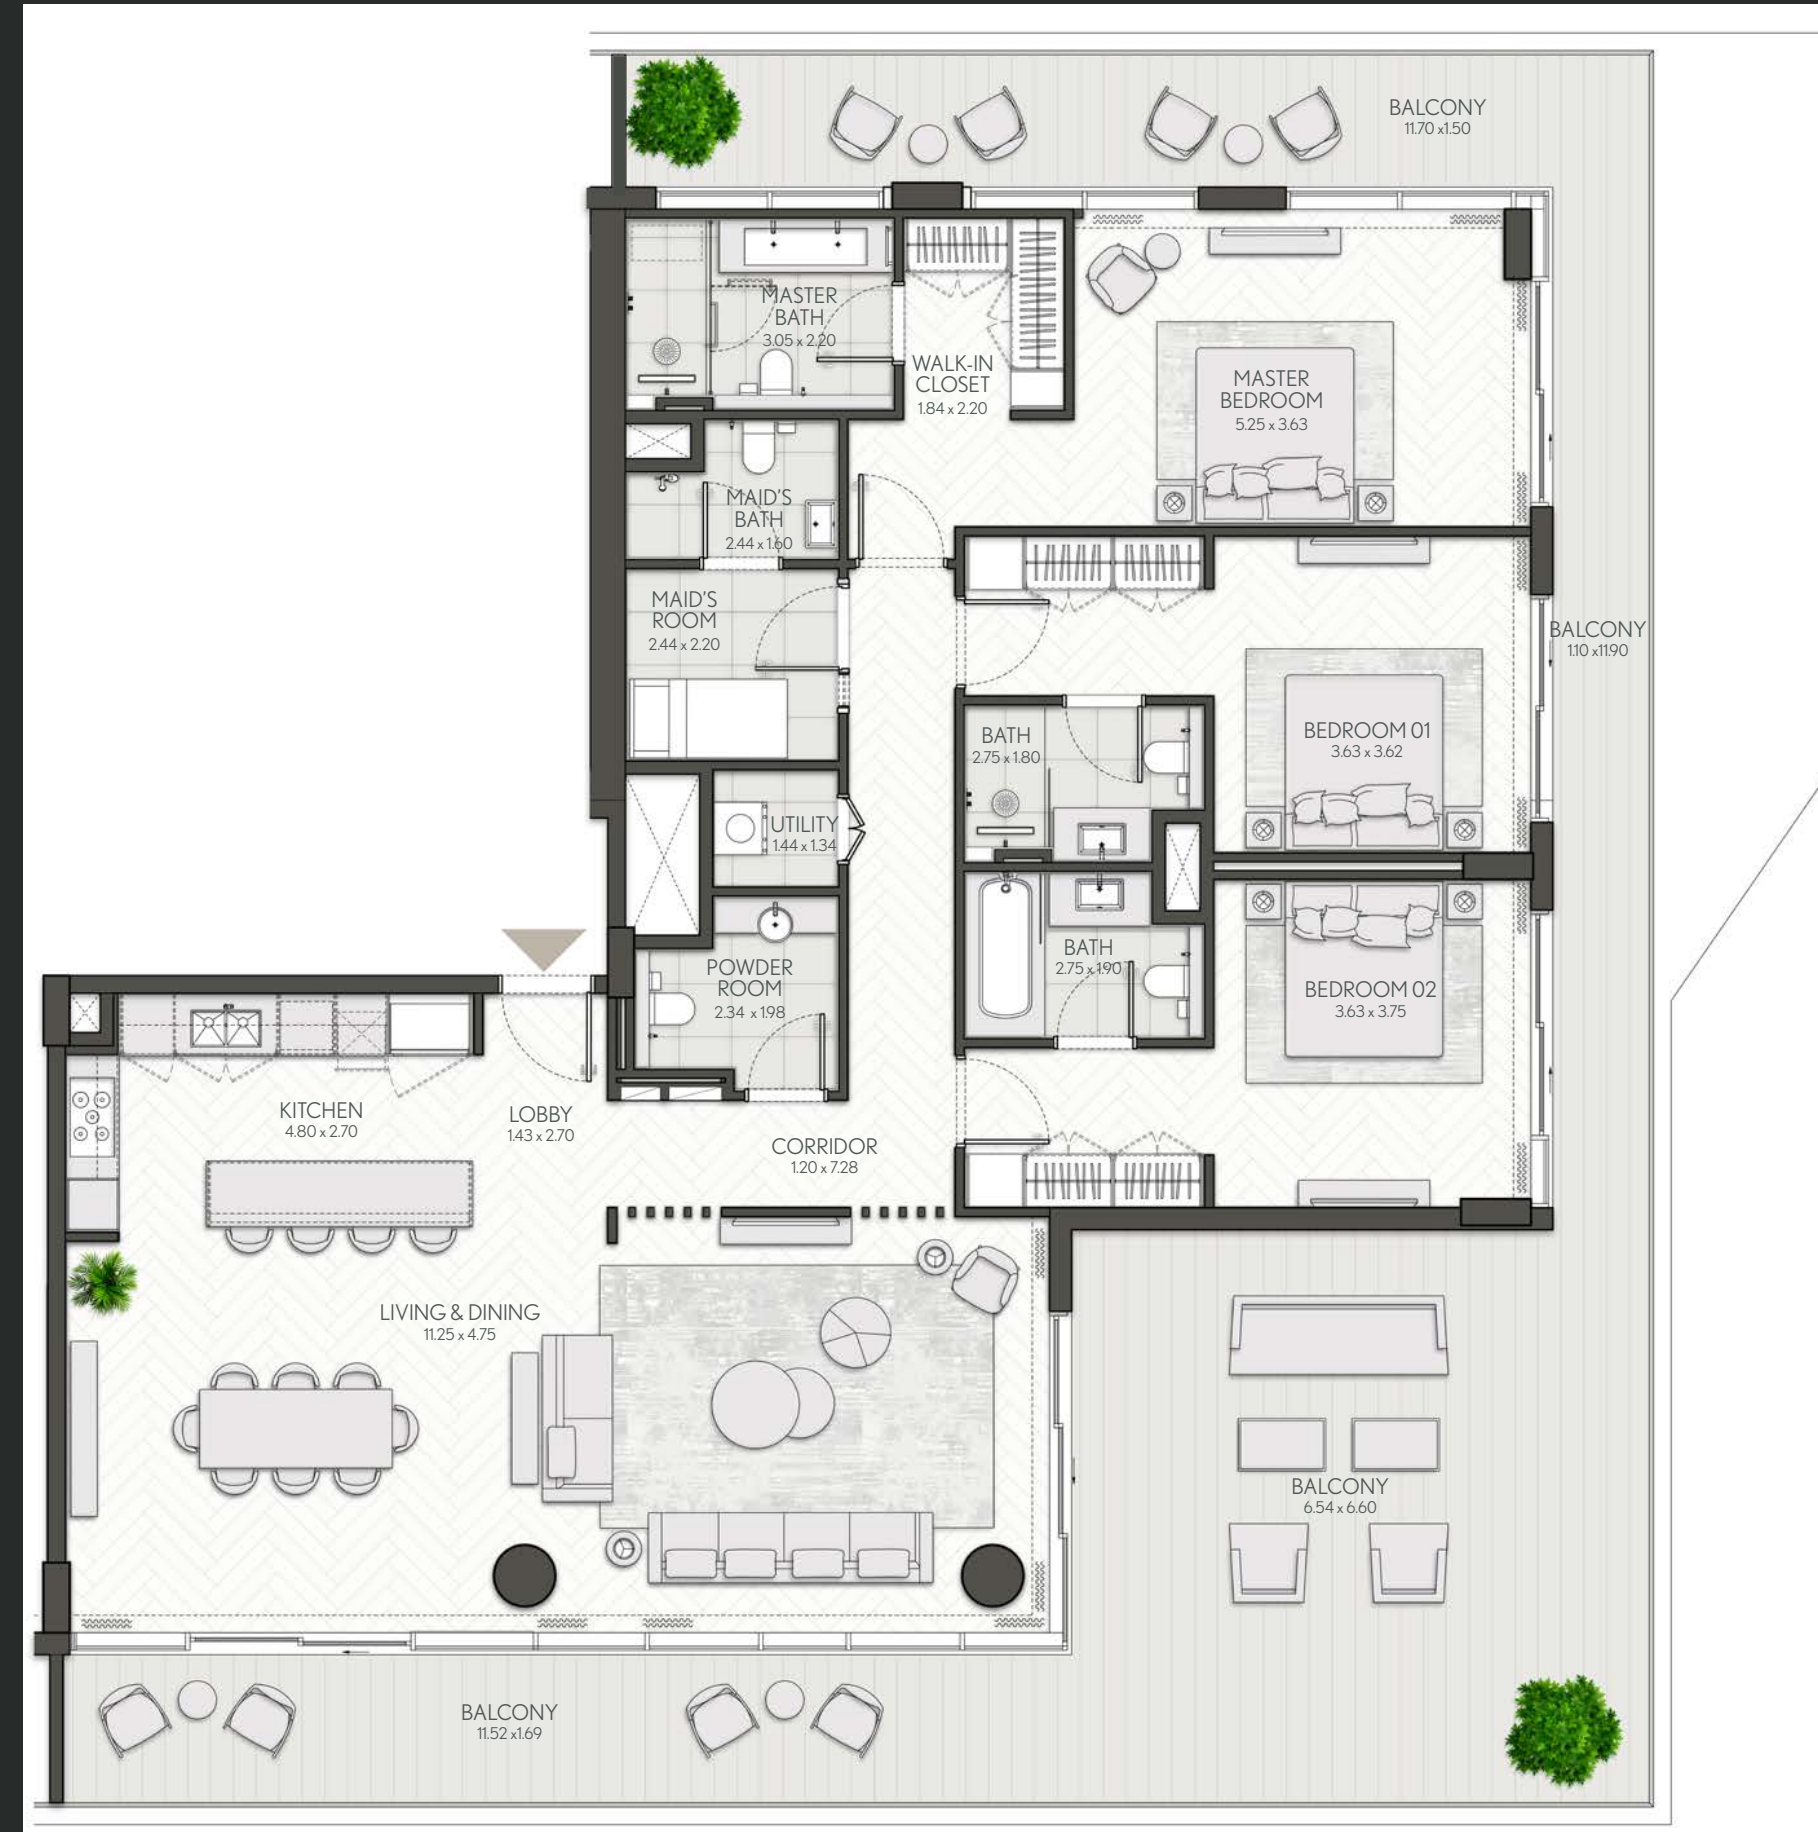 BALCONY
11.70 x1.50
MASTER
BATH
3.05 x 2.20
WALK-IN
CLOSET
1.84 x 2.20
MASTER
BEDROOM
5.25 x 3.63
MAID'S
BATH
2.44 x 1.60
MAID'S
ROOM
2.44 x 2.20
BALCONY
1.10 x11.90
BATH
2.75 x 1.80
BEDROOM 01
3.63 x 3.62
UTILITY
1.44 x 1.34
BATH
2.75 x 1.90
POWDER
ROOM
2.34 x 1.98
BEDROOM 02
3.63 x 3.75
KITCHEN
4.80 x 2.70
LOBBY
1.43 x 2.70
CORRIDOR
1.20 x 7.28
LIVING & DINING
11.25 x 4.75
BALCONY
6.54 x 6.60
BALCONY
11.52 x1.69